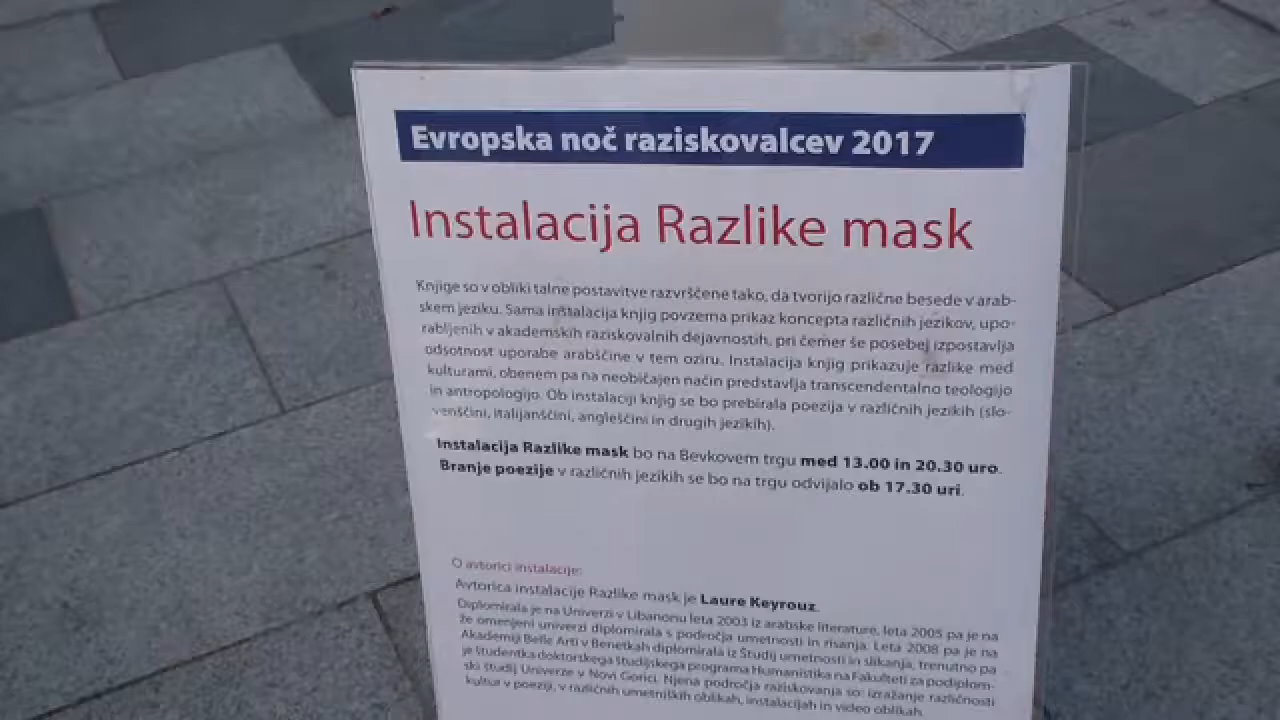 Evropska noč raziskovalcev 2017
Instalacija Razlike mask
Knjige so v obliki talne postavitve razvrščene tako, da tvorijo različne besede v arab-
skem jeziku. Sama instalacija knjig povzema prikaz koncepta različnih jezikov, upo-
rabljenih v akademskih raziskovalnih dejavnostih, pri čemer še posebej izpostavlja
odsotnost uporabe arabščine v tem oziru. Instalacija knjig prikazuje razlike med
kulturami, obenem pa na neobičajen način predstavlja transcendentalno teologijo
in antropologijo. Ob instalaciji knjig se bo prebirala poezija v različnih jezikih (slo-
venščini, italijanščini, angleščini in drugih jezikih).
Instalacija Razlike mask bo na Bevkovem trgu med 13.00 in 20.30 uro.
Branje poezije v različnih jezikih se bo na trgu odvijalo ob 17.30 uri.
O avtorici instalacije:
Avtorica instalacije Razlike mask je Laure Keyrouz.
Diplomirala je na Univerzi v Libanonu leta 2003 iz arabske literature, leta 2005 pa je na
že omenjeni univerzi diplomirala s področja umetnosti in risanja. Leta 2008 pa je na
Akademiji Belle Arti v Benetkah diplomirala iz Študij umetnosti in slikanja, trenutno pa
je študentka doktorskega študijskega programa Humanistika na Fakulteti za podiplom-
ski študij Univerze v Novi Gorici. Njena področja raziskovanja so: izražanje različnosti
kultur v poeziji, v različnih umetniških oblikah, instalacijah in video oblikah.